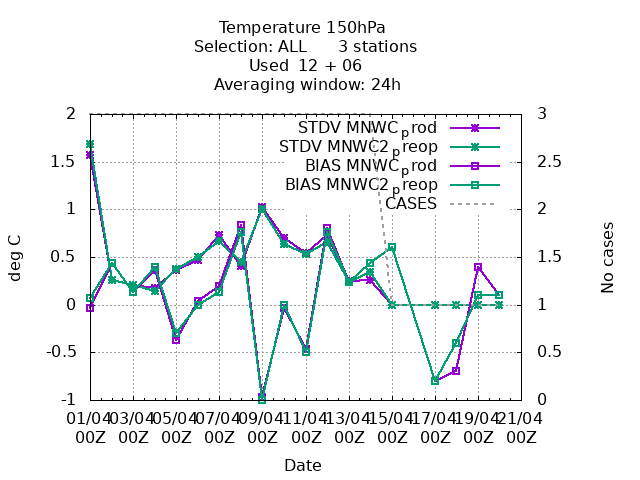 Temperature 150hPa
Selection: ALL 3 stations
Used 12 + 06
Averaging window: 24h
STDV MNWC_prod
STDV MNWC2_preop
BIAS MNWC_prod
BIAS MNWC2_preop
CASES
2
1.5
1
0.5
0
-0.5
-1
deg C
3
2.5
2
1.5
1
0.5
0
No cases
01/04 03/04 05/04 07/04 09/04 11/04 13/04 15/04 17/04 19/04 21/04
00Z 00Z 00Z 00Z 00Z 00Z 00Z 00Z 00Z 00Z 00Z
Date